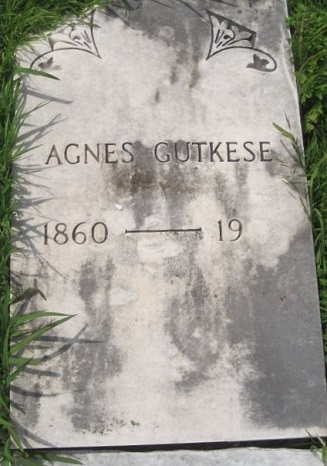 AGNES GUTKESE
1860 — 19